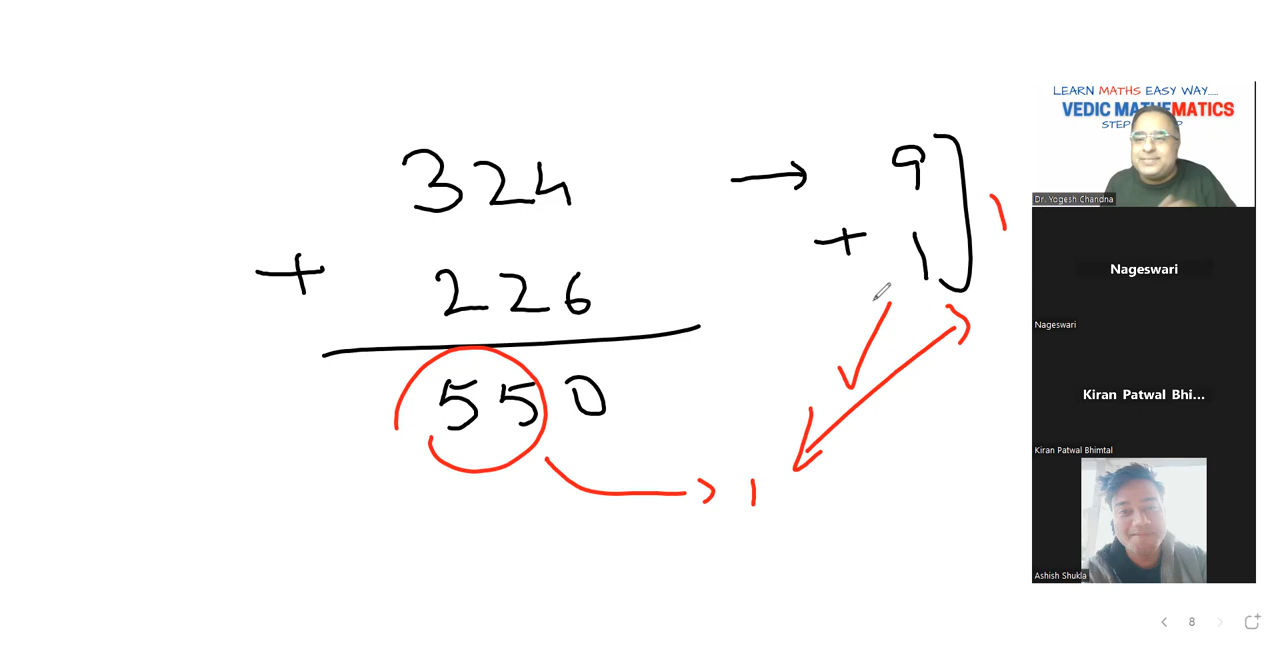 324 → 9
+ 226 + 1 1
550
> 1
LEARN MATHS EASY WAY.....
VEDIC MATHEMATICS
Dr. Yogesh Chandna
Nageswari
Nageswari
Kiran Patwal Bhi...
Kiran Patwal Bhimtal
Ashish Shukla
8